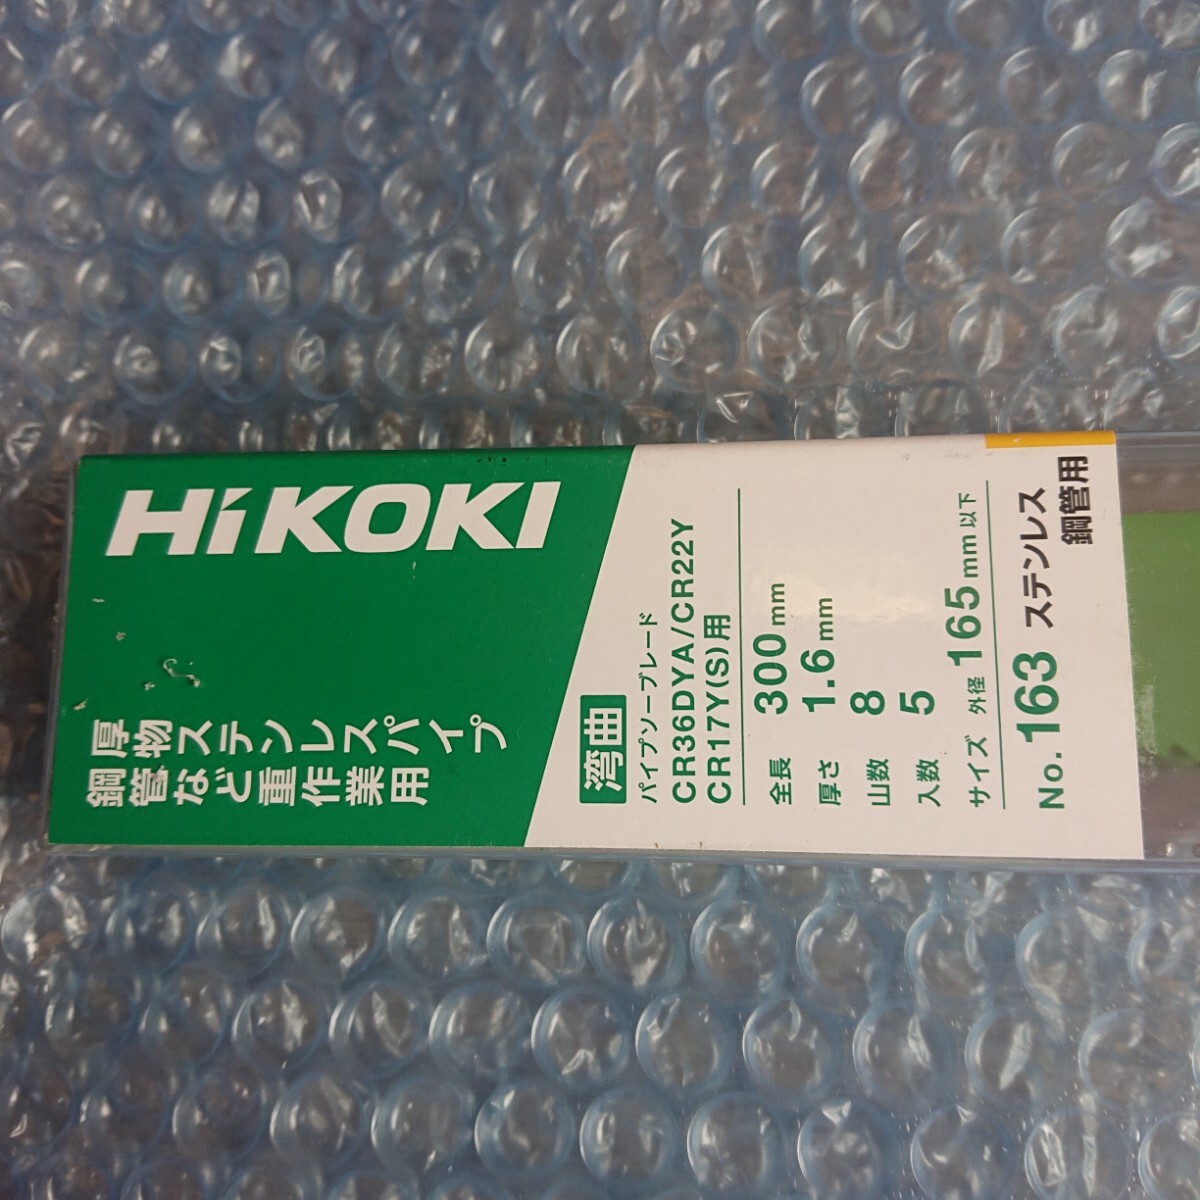 HiKOKI
厚物ステンレスパイプ
鋼管など重作業用
湾曲
パイプソーブレード
CR36DYA/CR22Y
CR17Y(S)用
全長 300mm
厚さ 1.6mm
山数 8
入数 5
サイズ 外径 165mm以下
No.163 ステンレス
鋼管用